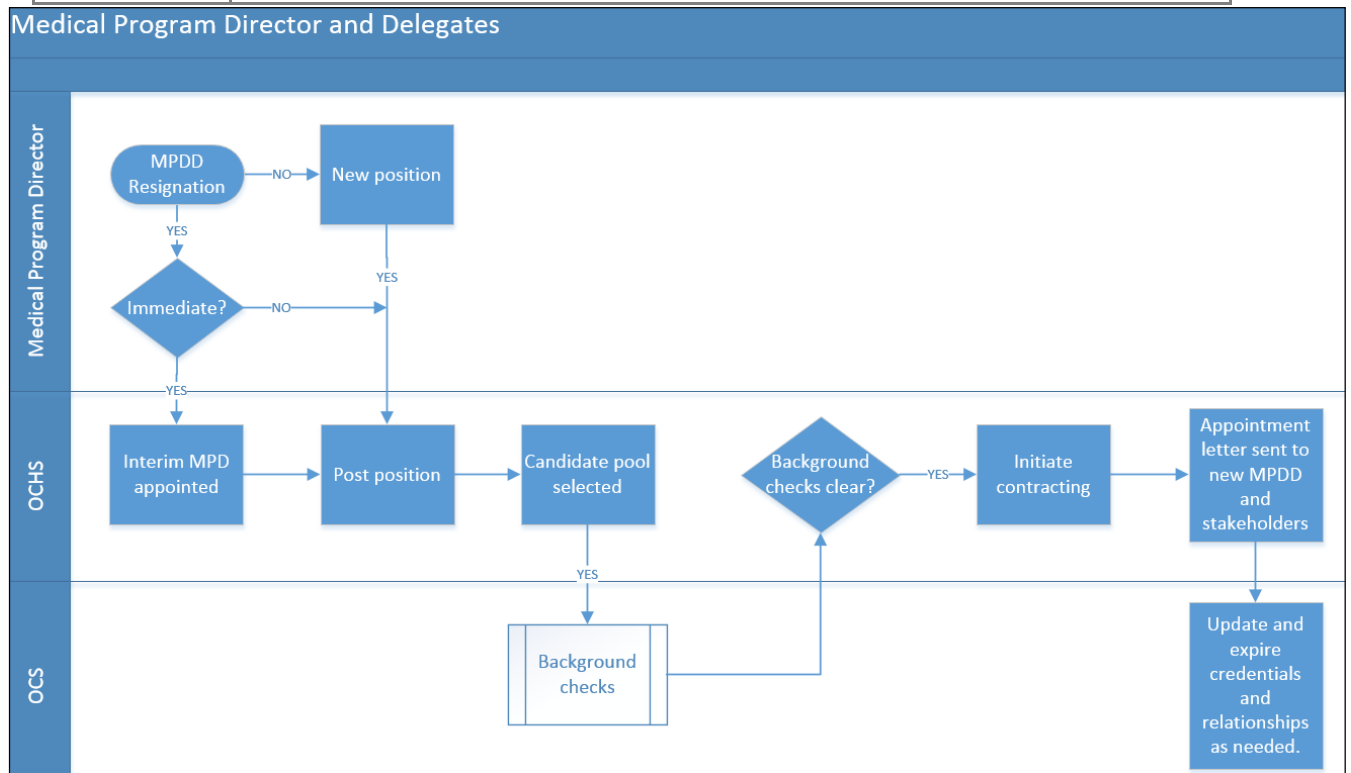 Medical Program Director and Delegates
Medical Program Director
MPDD
Resignation
NO
New position
YES
YES
Immediate?
NO
YES
OCHS
Interim MPD
appointed
Post position
Candidate pool
selected
Background
checks clear?
YES
Initiate
contracting
Appointment
letter sent to
new MPDD
and
stakeholders
YES
OCS
Background
checks
Update and
expire
credentials
and
relationships
as needed.